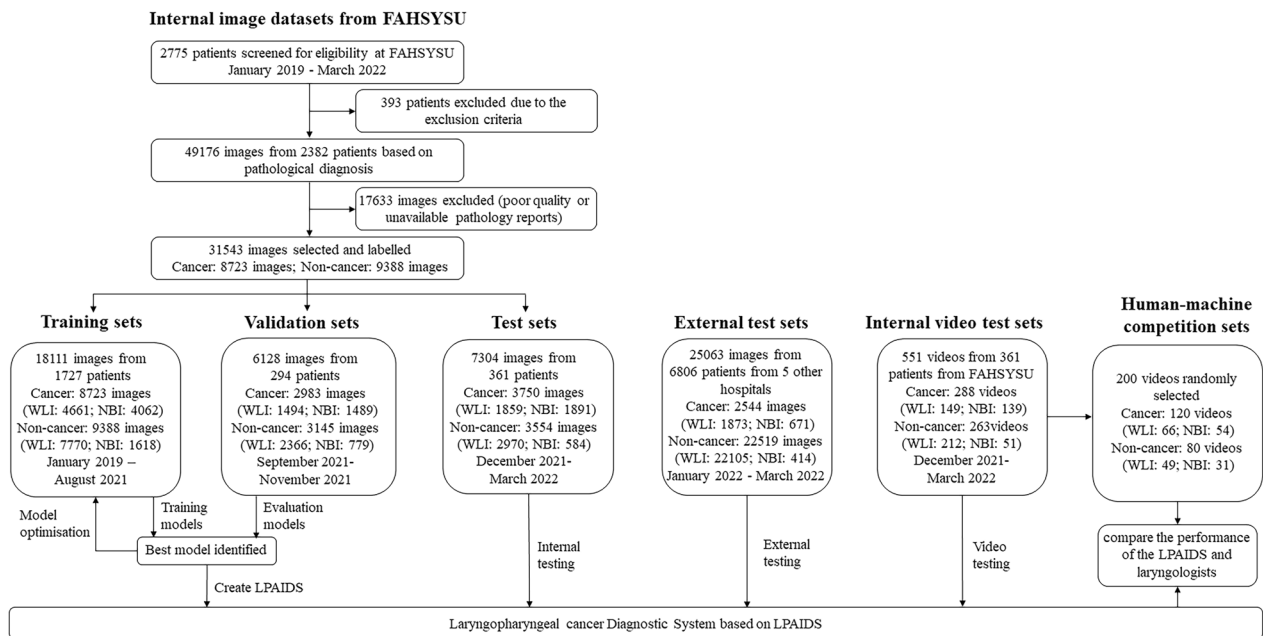 Internal image datasets from FAHSYSU
2775 patients screened for eligibility at FAHSYSU
January 2019 - March 2022
393 patients excluded due to the
exclusion criteria
49176 images from 2382 patients based on
pathological diagnosis
17633 images excluded (poor quality or
unavailable pathology reports)
31543 images selected and labelled
Cancer: 8723 images; Non-cancer: 9388 images
Training sets
18111 images from
1727 patients
Cancer: 8723 images
(WLI: 4661; NBI: 4062)
Non-cancer: 9388 images
(WLI: 7770; NBI: 1618)
January 2019 –
August 2021
Validation sets
6128 images from
294 patients
Cancer: 2983 images
(WLI: 1494; NBI: 1489)
Non-cancer: 3145 images
(WLI: 2366; NBI: 779)
September 2021-
November 2021
Test sets
7304 images from
361 patients
Cancer: 3750 images
(WLI: 1859; NBI: 1891)
Non-cancer: 3554 images
(WLI: 2970; NBI: 584)
December 2021-
March 2022
External test sets
25063 images from
6806 patients from 5 other
hospitals
Cancer: 2544 images
(WLI: 1873; NBI: 671)
Non-cancer: 22519 images
(WLI: 22105; NBI: 414)
January 2022 - March 2022
Internal video test sets
551 videos from 361
patients from FAHSYSU
Cancer: 288 videos
(WLI: 149; NBI: 139)
Non-cancer: 263videos
(WLI: 212; NBI: 51)
December 2021-
March 2022
Human-machine
competition sets
200 videos randomly
selected
Cancer: 120 videos
(WLI: 66; NBI: 54)
Non-cancer: 80 videos
(WLI: 49; NBI: 31)
Model
optimisation
Training
models
Evaluation
models
Best model identified
Create LPAIDS
Internal
testing
External
testing
Video
testing
compare the performance
of the LPAIDS and
laryngologists
Laryngopharyngeal cancer Diagnostic System based on LPAIDS